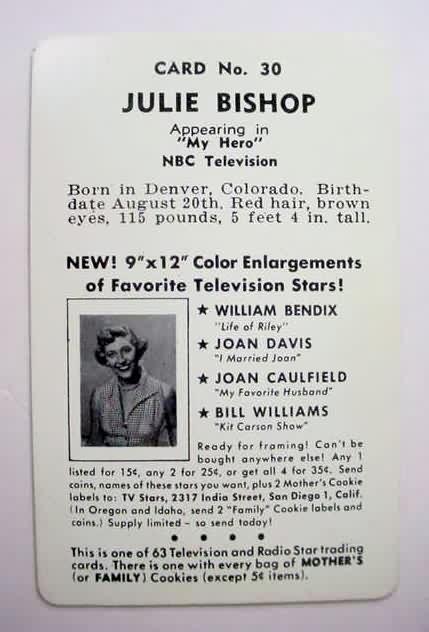 CARD No. 30
JULIE BISHOP
Appearing in
"My Hero"
NBC Television
Born in Denver, Colorado. Birth-
date August 20th. Red hair, brown
eyes, 115 pounds, 5 feet 4 in. tall.
NEW! 9"x12" Color Enlargements
of Favorite Television Stars!
★ WILLIAM BENDIX
"Life of Riley"
★ JOAN DAVIS
"I Married Joan"
★ JOAN CAULFIELD
"My Favorite Husband"
★ BILL WILLIAMS
"Kit Carson Show"
Ready for framing! Can't be
bought anywhere else! Any 1
listed for 15¢, any 2 for 25¢, or get all 4 for 35¢. Send
coins, names of these stars you want, plus 2 Mother's Cookie
labels to: TV Stars, 2317 India Street, San Diego 1, Calif.
(In Oregon and Idaho, send 2 "Family" Cookie labels and
coins.) Supply limited – so send today!
This is one of 63 Television and Radio Star trading
cards. There is one with every bag of MOTHER'S
(or FAMILY) Cookies (except 5¢ items).